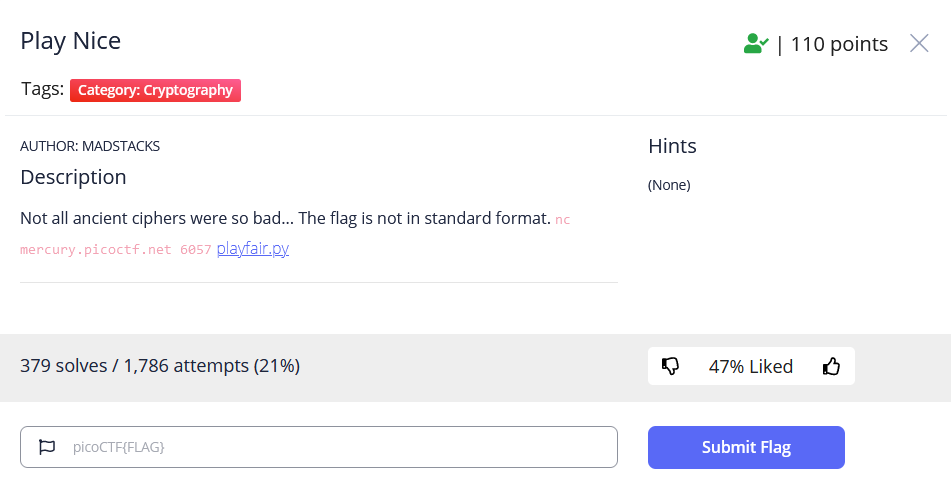 Play Nice
| 110 points
Tags: Category: Cryptography
AUTHOR: MADSTACKS
Description
Not all ancient ciphers were so bad... The flag is not in standard format. nc
mercury.picoctf.net 6057 playfair.py
Hints
(None)
379 solves / 1,786 attempts (21%)
47% Liked
picoCTF{FLAG}
Submit Flag